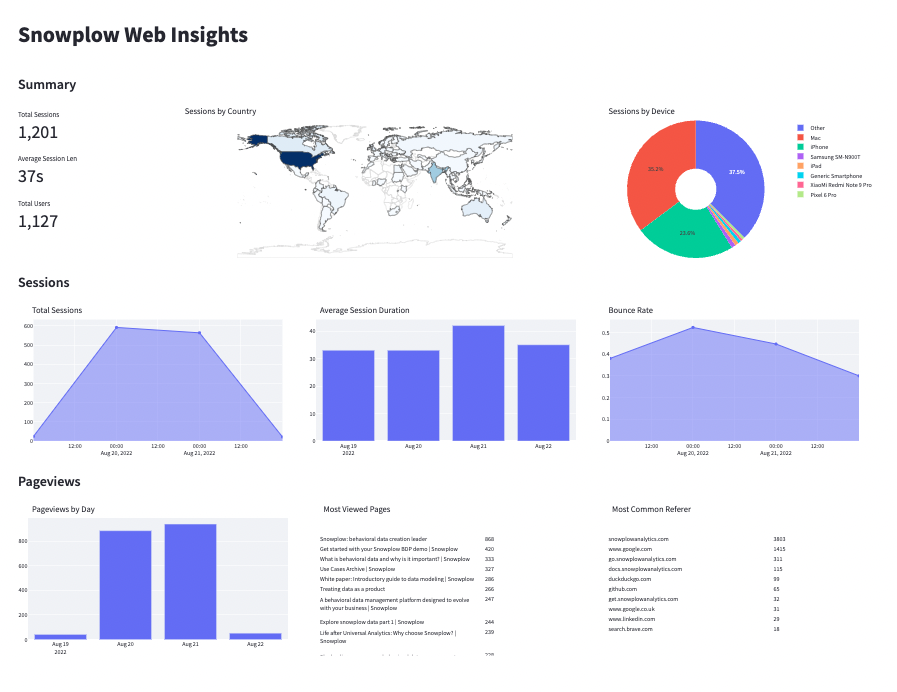 Snowplow Web Insights
Summary
Total Sessions
1,201
Average Session Len
37s
Total Users
1,127
Sessions by Country
Sessions by Device
37.5%
35.2%
23.6%
Other
Mac
iPhone
Samsung SM-N900T
iPad
Generic Smartphone
XiaoMi Redmi Note 9 Pro
Pixel 6 Pro
Sessions
Total Sessions
600
500
400
300
200
100
0
12:00
00:00
12:00
00:00
12:00
Aug 20, 2022
Aug 21, 2022
Average Session Duration
40
30
20
10
0
Aug 19
Aug 20
Aug 21
Aug 22
2022
Bounce Rate
0.5
0.4
0.3
0.2
0.1
0
12:00
00:00
12:00
00:00
12:00
Aug 20, 2022
Aug 21, 2022
Pageviews
Pageviews by Day
800
600
400
200
0
Aug 19
Aug 20
Aug 21
Aug 22
2022
Most Viewed Pages
Snowplow: behavioral data creation leader 868
Get started with your Snowplow BDP demo | Snowplow 420
What is behavioral data and why is it important? | Snowplow 333
Use Cases Archive | Snowplow 327
White paper: Introductory guide to data modeling | Snowplow 286
Treating data as a product 266
A behavioral data management platform designed to evolve 247
with your business | Snowplow
Explore snowplow data part 1 | Snowplow 244
Life after Universal Analytics: Why choose Snowplow? | 239
Snowplow
Most Common Referer
snowplowanalytics.com 3803
www.google.com 1415
go.snowplowanalytics.com 311
docs.snowplowanalytics.com 115
duckduckgo.com 99
github.com 65
get.snowplowanalytics.com 32
www.google.co.uk 31
www.linkedin.com 29
search.brave.com 18